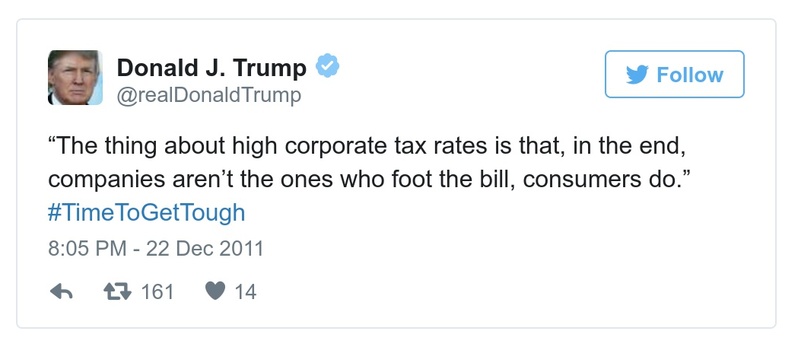 Donald J. Trump
@realDonaldTrump
Follow
“The thing about high corporate tax rates is that, in the end,
companies aren’t the ones who foot the bill, consumers do.”
#TimeToGetTough
8:05 PM - 22 Dec 2011
161 14